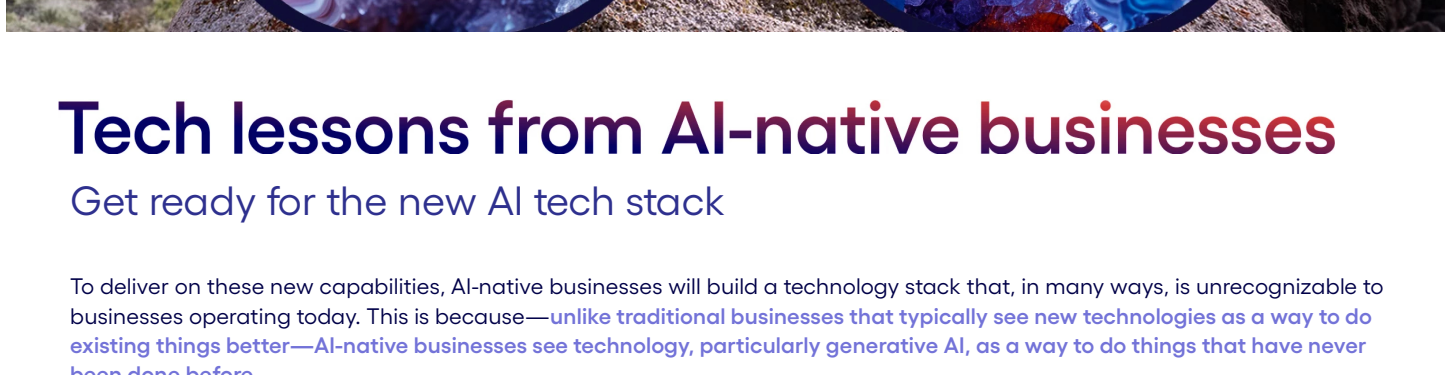 Tech lessons from AI-native businesses
Get ready for the new AI tech stack
To deliver on these new capabilities, AI-native businesses will build a technology stack that, in many ways, is unrecognizable to
businesses operating today. This is because—unlike traditional businesses that typically see new technologies as a way to do
existing things better—AI-native businesses see technology, particularly generative AI, as a way to do things that have never
been done before.